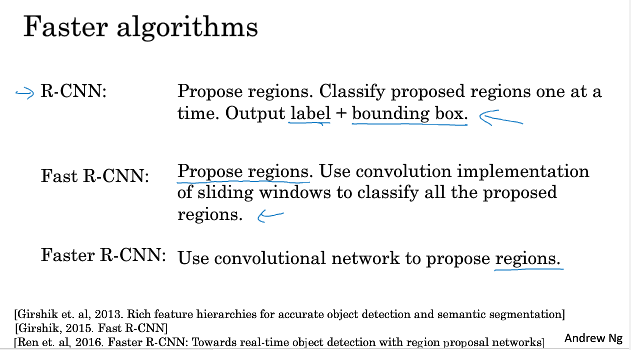 Faster algorithms
R-CNN: Propose regions. Classify proposed regions one at a
time. Output label + bounding box.
Fast R-CNN: Propose regions. Use convolution implementation
of sliding windows to classify all the proposed
regions.
Faster R-CNN: Use convolutional network to propose regions.
[Girshik et. al, 2013. Rich feature hierarchies for accurate object detection and semantic segmentation]
[Girshik, 2015. Fast R-CNN]
[Ren et. al, 2016. Faster R-CNN: Towards real-time object detection with region proposal networks]
Andrew Ng